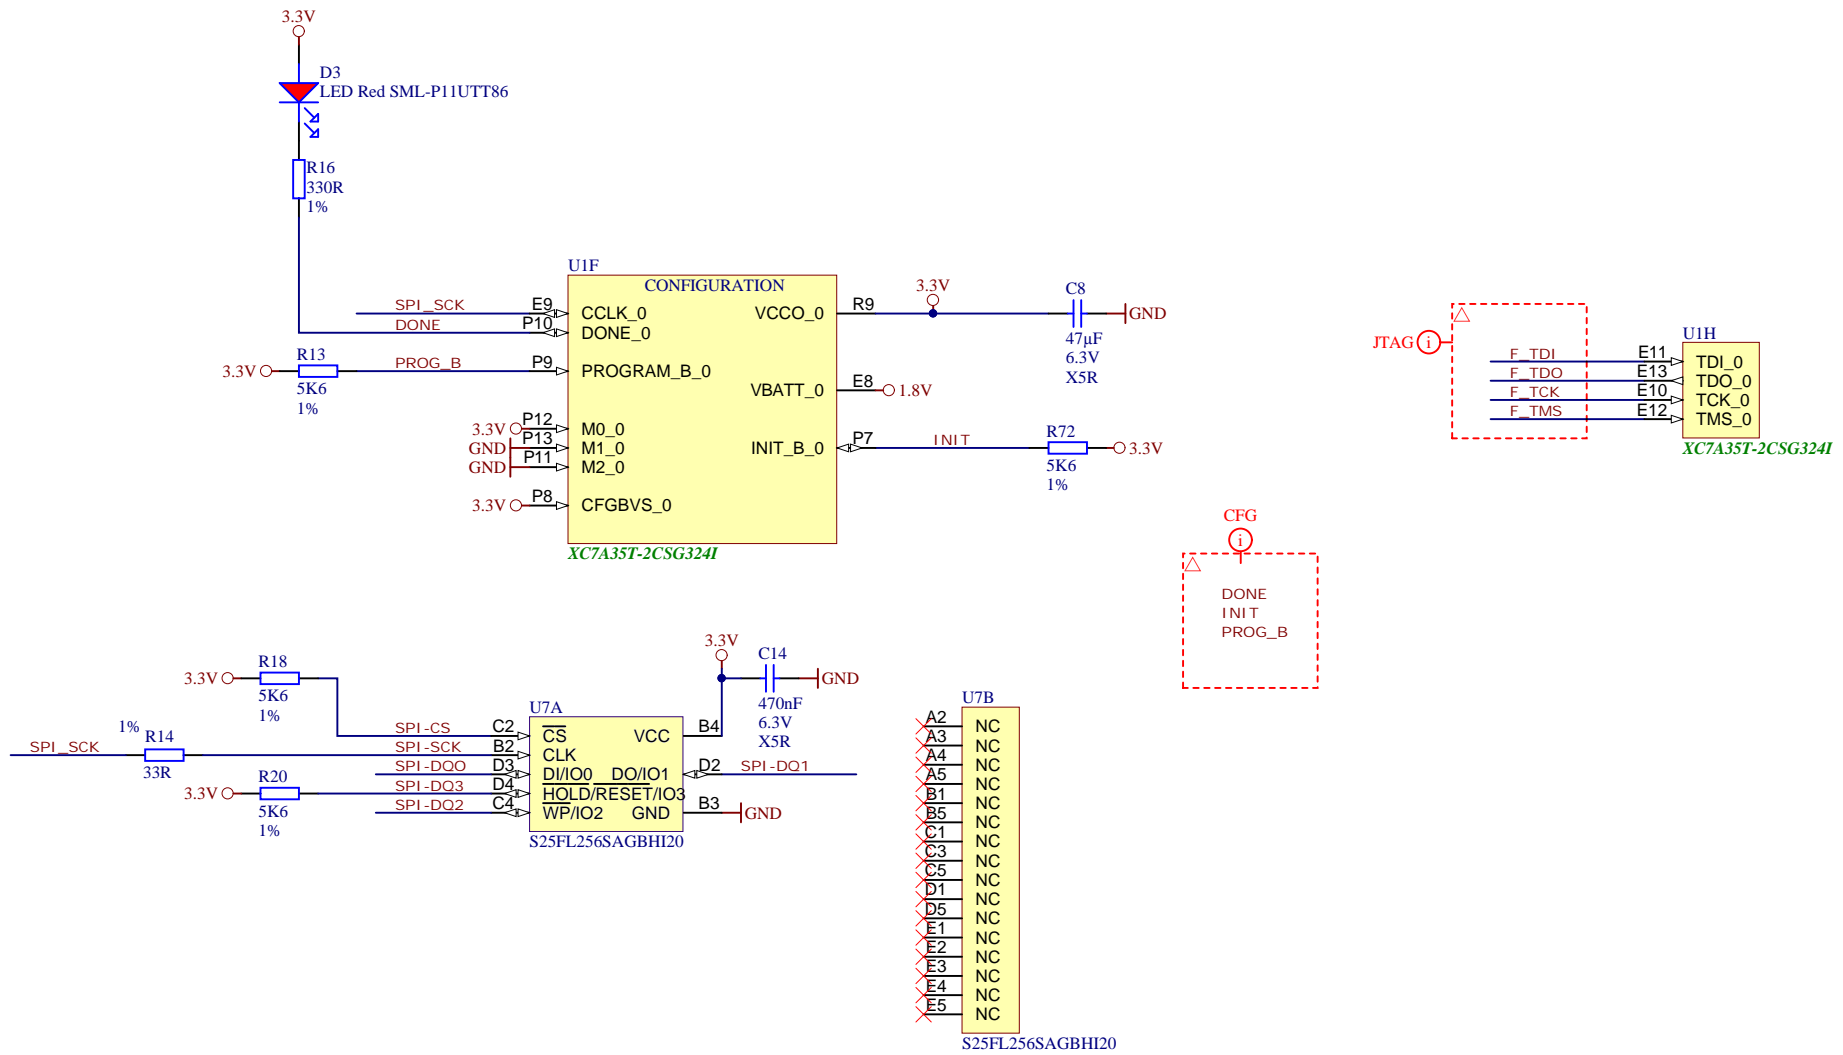 3.3V
D3
LED Red SML-P11UTT86
R16
330R
1%
U1F
CONFIGURATION
SPI_SCK E9 CCLK_0
DONE P10 DONE_0
3.3V R13 PROG_B P9 PROGRAM_B_0
5K6
1%
3.3V P12 M0_0
GND P13 M1_0
GND P11 M2_0
3.3V P8 CFGBVS_0
VCCO_0 R9 3.3V
C8 GND
47µF
6.3V
X5R
VBATT_0 E8 1.8V
INIT_B_0 P7 INIT R72 3.3V
5K6
1%
XC7A35T-2CSG324I
JTAG i
U1H
F_TDI E11 TDI_0
F_TDO E13 TDO_0
F_TCK E10 TCK_0
F_TMS E12 TMS_0
XC7A35T-2CSG324I
CFG
i
DONE
INIT
PROG_B
3.3V R18
5K6
1%
1%
SPI_SCK R14
33R
3.3V R20
5K6
1%
U7A
SPI-CS C2 CS
SPI-SCK B2 CLK
SPI-DQ0 D3 DI/IO0
SPI-DQ3 D4 HOLD/RESET/IO3
SPI-DQ2 C4 WP/IO2
3.3V
C14 GND
470nF
6.3V
X5R
VCC B4
DO/IO1 D2 SPI-DQ1
GND B3 GND
S25FL256SAGBHI20
U7B
A2 NC
A3 NC
A4 NC
A5 NC
B1 NC
B5 NC
C1 NC
C3 NC
C5 NC
D1 NC
D5 NC
E1 NC
E2 NC
E3 NC
E4 NC
E5 NC
S25FL256SAGBHI20